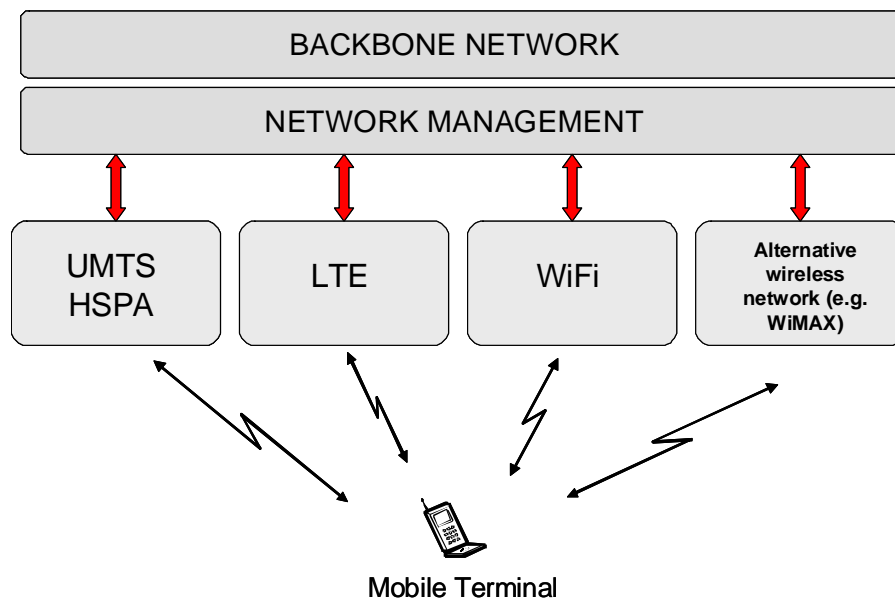 BACKBONE NETWORK
NETWORK MANAGEMENT
UMTS
HSPA
LTE
WiFi
Alternative
wireless
network (e.g.
WiMAX)
Mobile Terminal